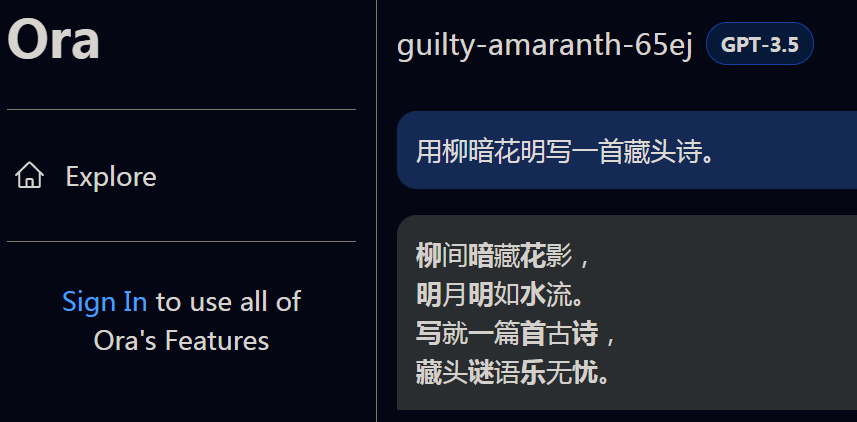 Ora
Explore
Sign In to use all of
Ora's Features
guilty-amaranth-65ej GPT-3.5
用柳暗花明写一首藏头诗。
柳间暗藏花影，
明月明如水流。
写就一篇首古诗，
藏头谜语乐无忧。